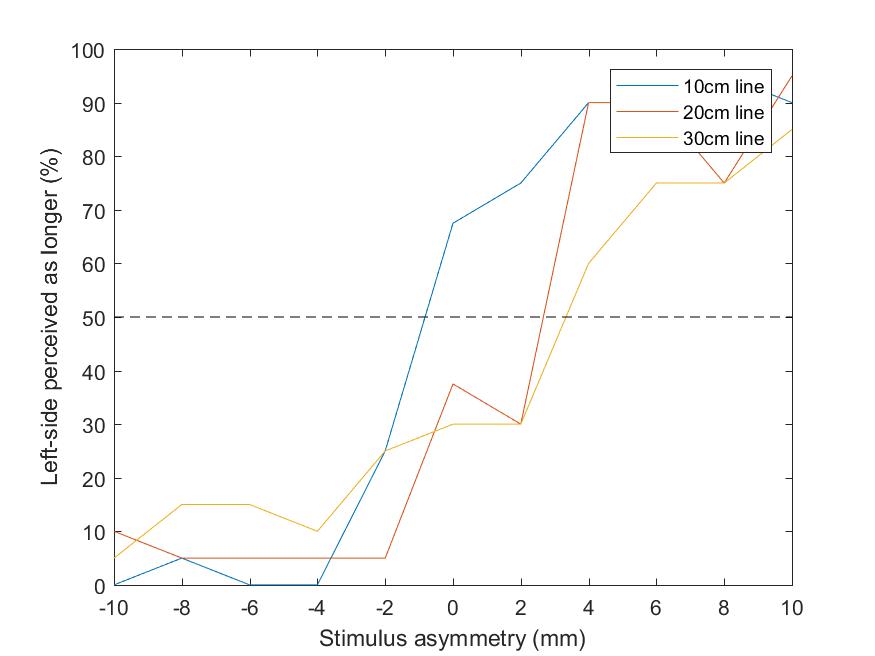 100
90
80
70
60
50
40
30
20
10
0
Left-side perceived as longer (%)
10cm line
20cm line
30cm line
-10 -8 -6 -4 -2 0 2 4 6 8 10
Stimulus asymmetry (mm)